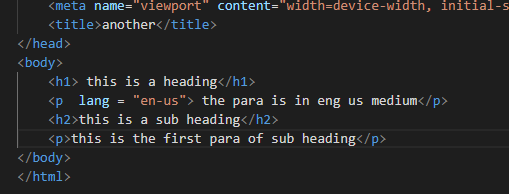 <meta name="viewport" content="width=device-width, initial-s
<title>another</title>
</head>
<body>
<h1> this is a heading</h1>
<p  lang = "en-us"> the para is in eng us medium</p>
<h2>this is a sub heading</h2>
<p>this is the first para of sub heading</p>
</body>
</html>